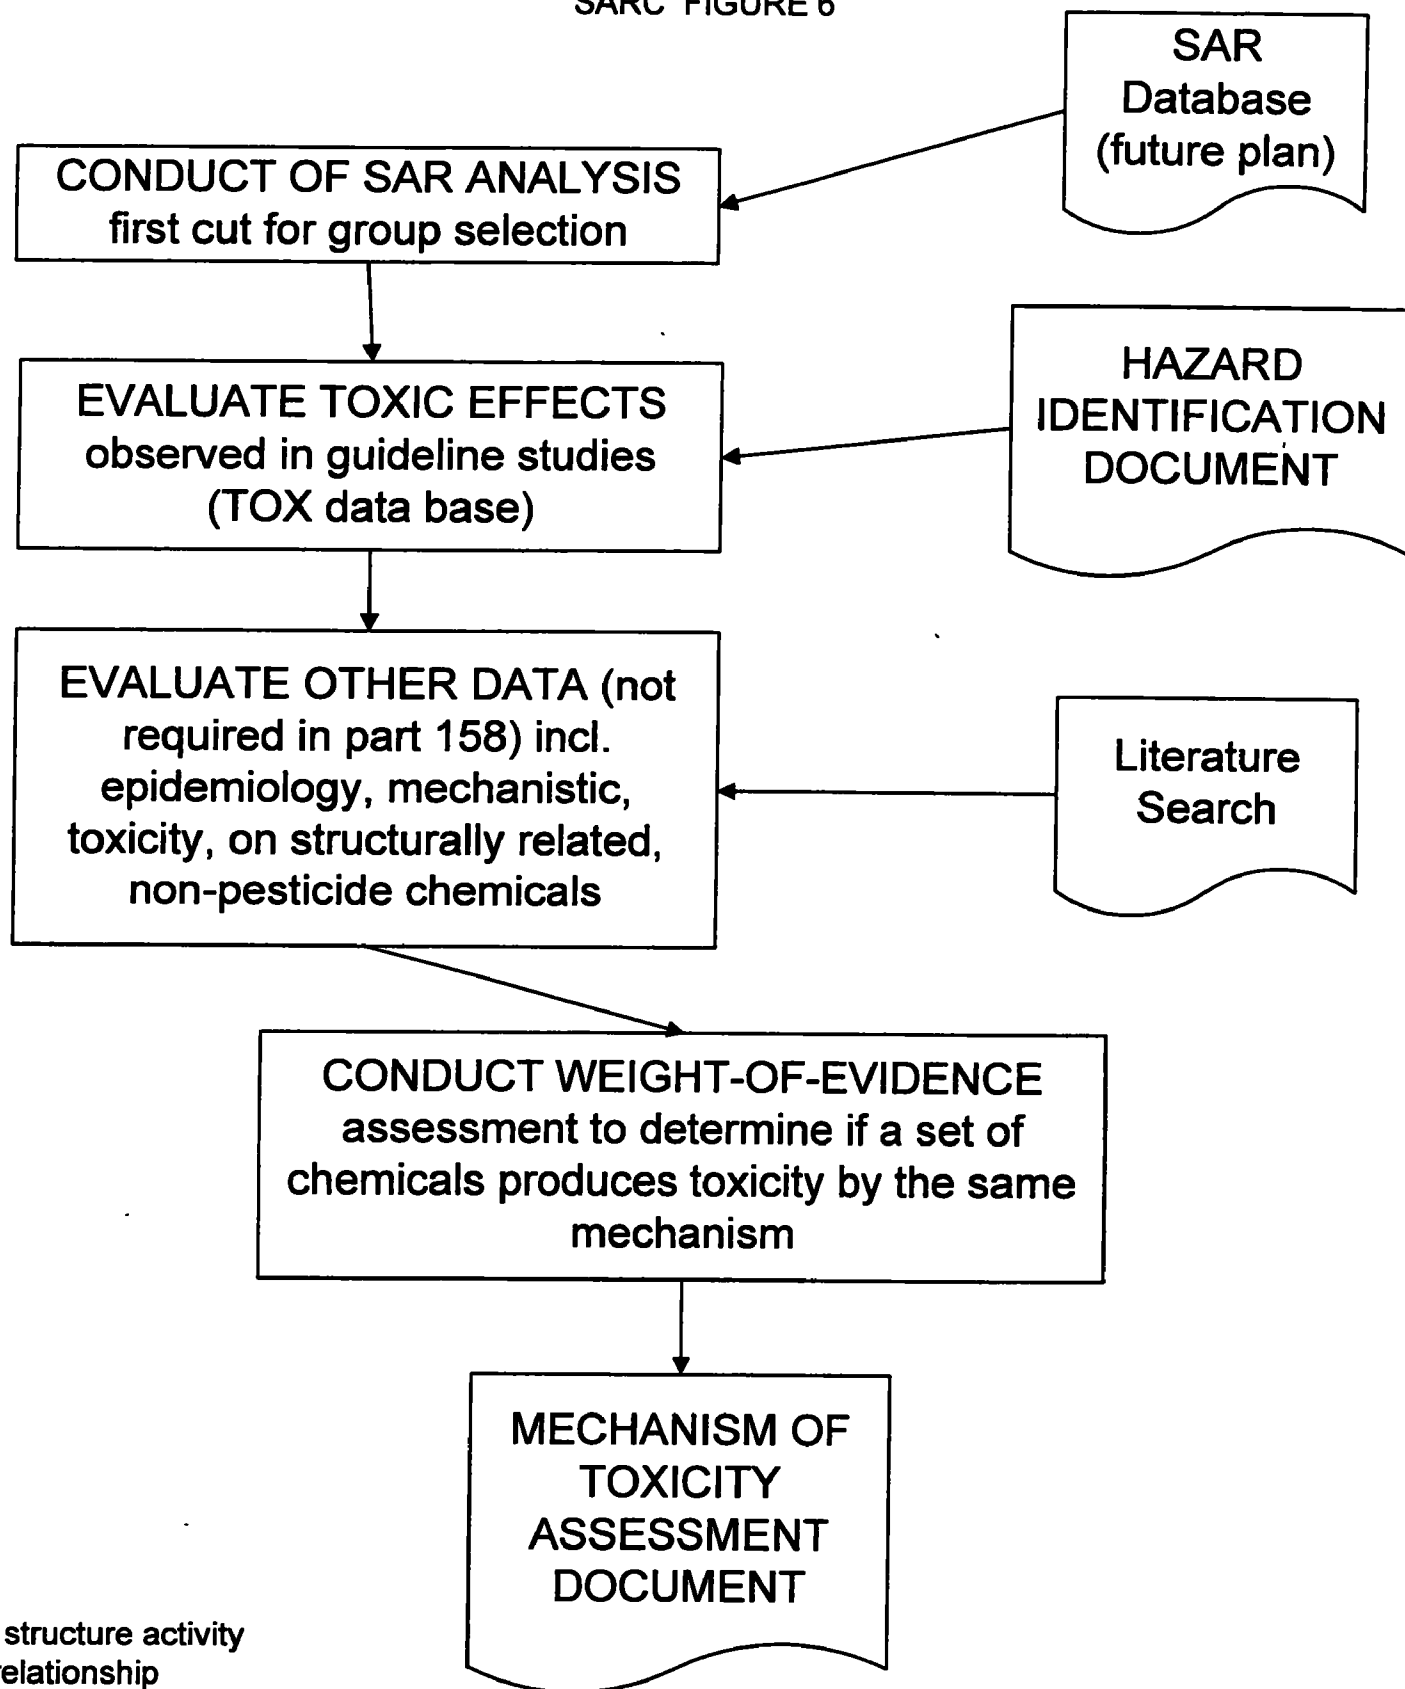 SARC FIGURE 6
SAR
Database
(future plan)
CONDUCT OF SAR ANALYSIS
first cut for group selection
EVALUATE TOXIC EFFECTS
observed in guideline studies
(TOX data base)
HAZARD
IDENTIFICATION
DOCUMENT
EVALUATE OTHER DATA (not
required in part 158) incl.
epidemiology, mechanistic,
toxicity, on structurally related,
non-pesticide chemicals
Literature
Search
CONDUCT WEIGHT-OF-EVIDENCE
assessment to determine if a set of
chemicals produces toxicity by the same
mechanism
MECHANISM OF
TOXICITY
ASSESSMENT
DOCUMENT
structure activity
relationship